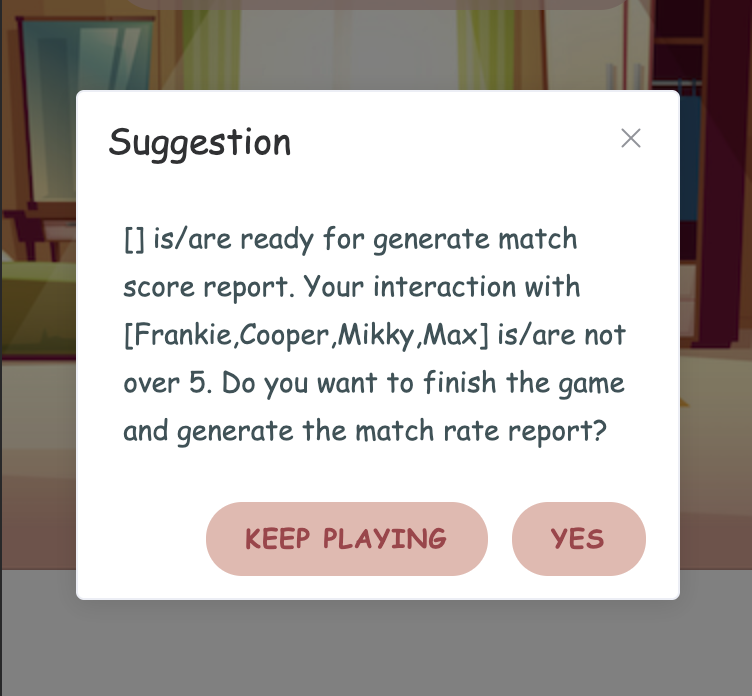 Suggestion
[] is/are ready for generate match
score report. Your interaction with
[Frankie,Cooper,Mikky,Max] is/are not
over 5. Do you want to finish the game
and generate the match rate report?
KEEP PLAYING
YES